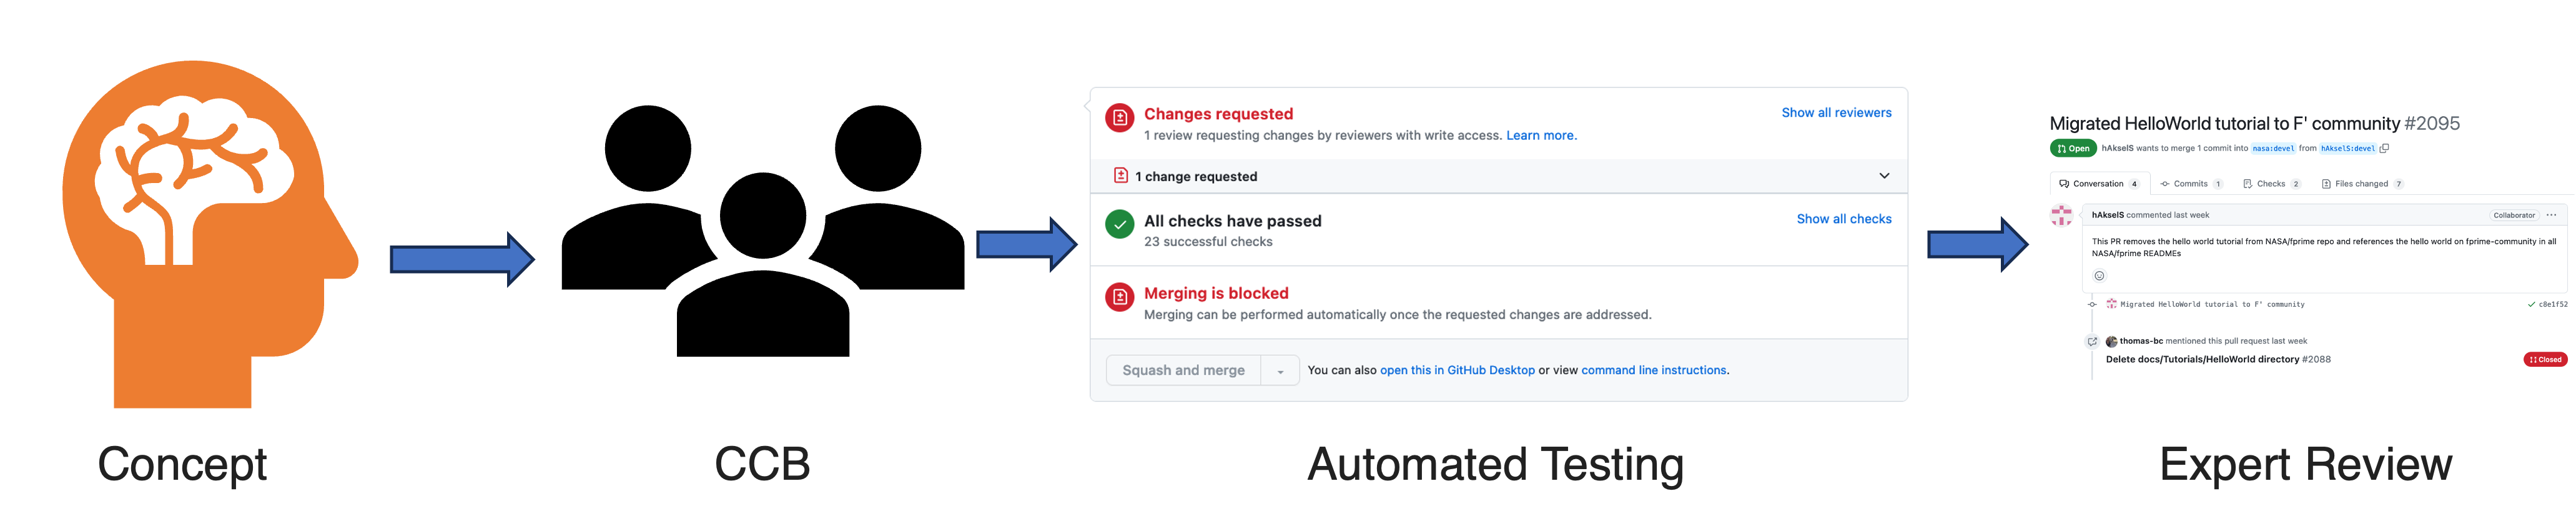 Changes requested
Show all reviewers
1 review requesting changes by reviewers with write access. Learn more.
1 change requested
All checks have passed
Show all checks
23 successful checks
Merging is blocked
Merging can be performed automatically once the requested changes are addressed.
Squash and merge
You can also open this in GitHub Desktop or view command line instructions.
Migrated HelloWorld tutorial to F' community #2095
Open hAkselS wants to merge 1 commit into nasa:devel from hAkselS:devel
Conversation 4 Commits 1 Checks 2 Files changed 7
hAkselS commented last week Collaborator ...
This PR removes the hello world tutorial from NASA/fprime repo and references the hello world on fprime-community in all
NASA/fprime READMEs
Migrated HelloWorld tutorial to F' community c8e1f52
thomas-bc mentioned this pull request last week
Delete docs/Tutorials/HelloWorld directory #2088 Closed
Concept
CCB
Automated Testing
Expert Review